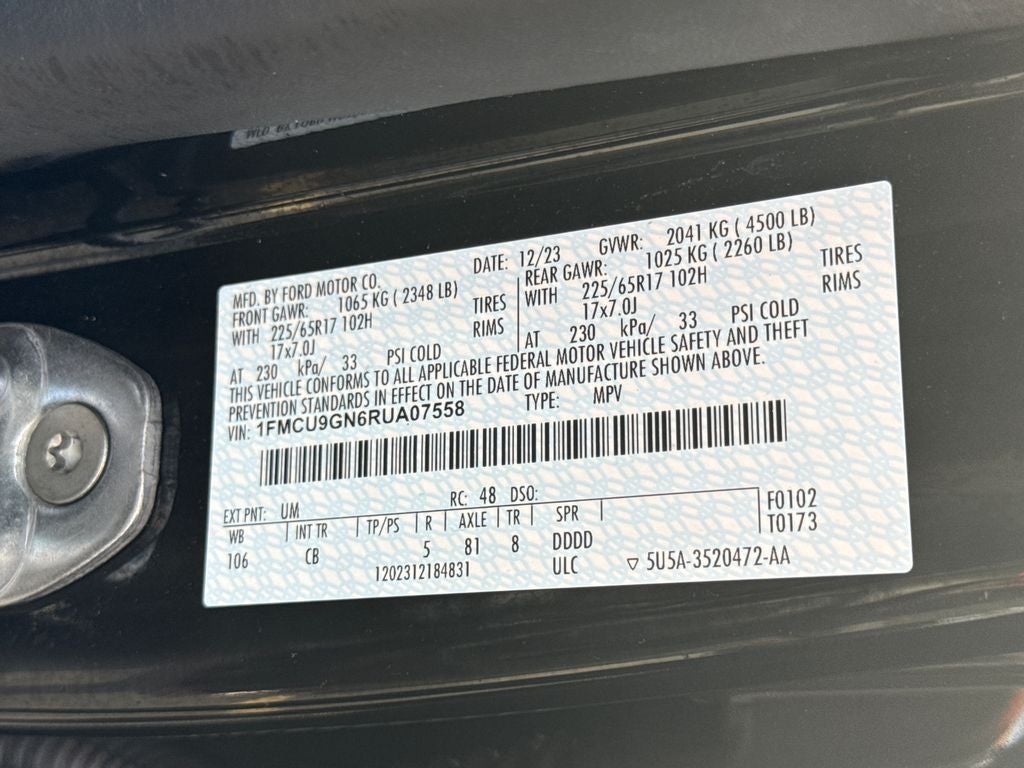 MFD. BY FORD MOTOR CO. DATE: 12/23 GVWR: 2041 KG ( 4500 LB)
FRONT GAWR: 1065 KG ( 2348 LB) REAR GAWR: 1025 KG ( 2260 LB)
WITH 225/65R17 102H TIRES WITH 225/65R17 102H TIRES
17x7.0J RIMS 17x7.0J RIMS
AT 230 kPa/ 33 PSI COLD AT 230 kPa/ 33 PSI COLD
THIS VEHICLE CONFORMS TO ALL APPLICABLE FEDERAL MOTOR VEHICLE SAFETY AND THEFT
PREVENTION STANDARDS IN EFFECT ON THE DATE OF MANUFACTURE SHOWN ABOVE.
VIN: 1FMCU9GN6RUA07558 TYPE: MPV
EXT PNT: UM RC: 48 DSO: F0102
WB INT TR TP/PS R AXLE TR SPR T0173
106 CB 5 81 8 DDDD
1202312184831 ULC ▽ 5U5A-3520472-AA